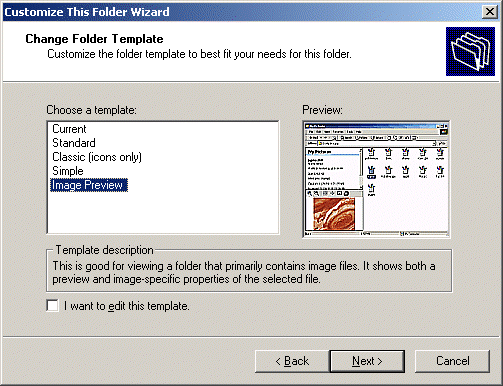 Customize This Folder Wizard
Change Folder Template
Customize the folder template to best fit your needs for this folder.
Choose a template:
Preview:
Current
Standard
Classic (icons only)
Simple
Image Preview
Template description
This is good for viewing a folder that primarily contains image files. It shows both a
preview and image-specific properties of the selected file.
I want to edit this template.
< Back
Next >
Cancel